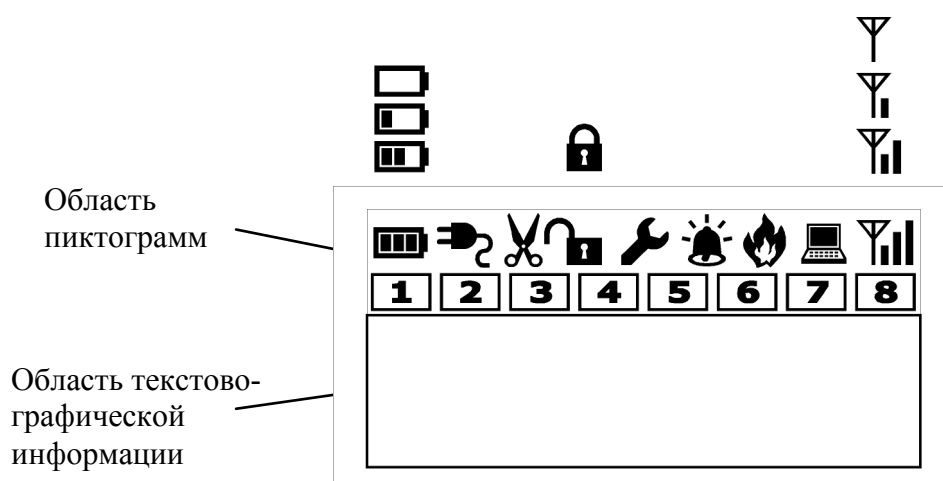 Область
пиктограмм
1 2 3 4 5 6 7 8
Область текстово-
графической
информации